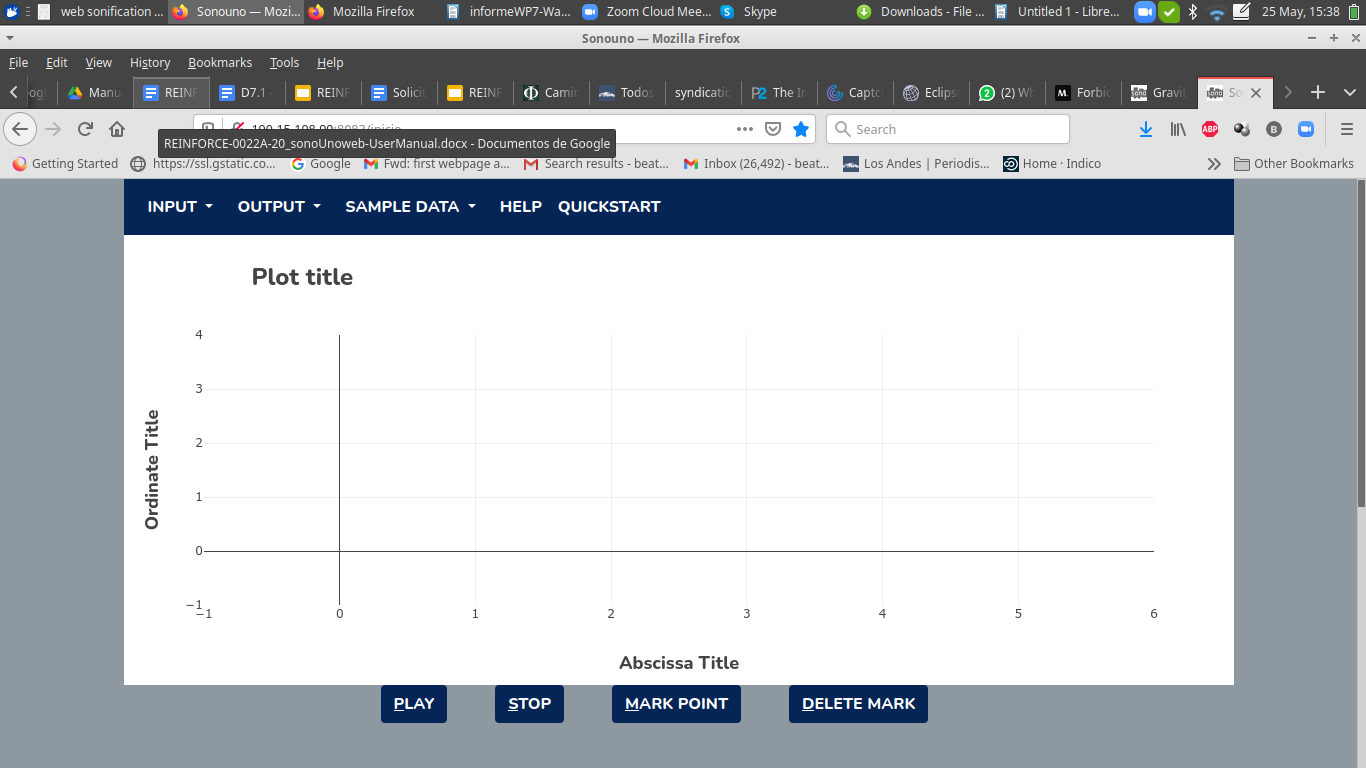 web sonification ...
Sonouno — Mozi...
Mozilla Firefox
informeWP7-Wa...
Zoom Cloud Mee...
Skype
Downloads - File ...
Untitled 1 - Libre...
25 May, 15:38
Sonouno — Mozilla Firefox
File Edit View History Bookmarks Tools Help
Manu
REINF
D7.1 -
REINF
Solicit
REINF
Camin
Todos
syndicatio
The In
Captc
Eclips
(2) Wh
Forbi
Gravit
So
Search
ABP
REINFORCE-0022A-20_sonoUnoweb-UserManual.docx - Documentos de Google
Getting Started
https://ssl.gstatic.co...
Google
Fwd: first webpage a...
Search results - beat...
Inbox (26,492) - beat...
Los Andes | Periodis...
Home · Indico
Other Bookmarks
INPUT OUTPUT SAMPLE DATA HELP QUICKSTART
Plot title
4
3
2
1
0
−1
Ordinate Title
−1 0 1 2 3 4 5 6
Abscissa Title
PLAY STOP MARK POINT DELETE MARK